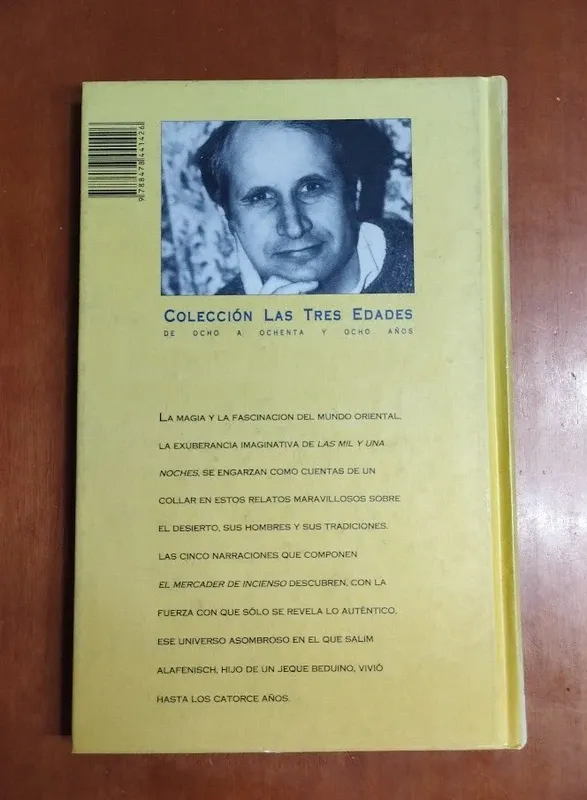 9 788478 441426
COLECCIÓN LAS TRES EDADES
DE OCHO A OCHENTA Y OCHO AÑOS
LA MAGIA Y LA FASCINACION DEL MUNDO ORIENTAL,
LA EXUBERANCIA IMAGINATIVA DE LAS MIL Y UNA
NOCHES, SE ENGARZAN COMO CUENTAS DE UN
COLLAR EN ESTOS RELATOS MARAVILLOSOS SOBRE
EL DESIERTO, SUS HOMBRES Y SUS TRADICIONES.
LAS CINCO NARRACIONES QUE COMPONEN
EL MERCADER DE INCIENSO DESCUBREN, CON LA
FUERZA CON QUE SÓLO SE REVELA LO AUTÉNTICO,
ESE UNIVERSO ASOMBROSO EN EL QUE SALIM
ALAFENISCH, HIJO DE UN JEQUE BEDUINO, VIVIÓ
HASTA LOS CATORCE AÑOS.